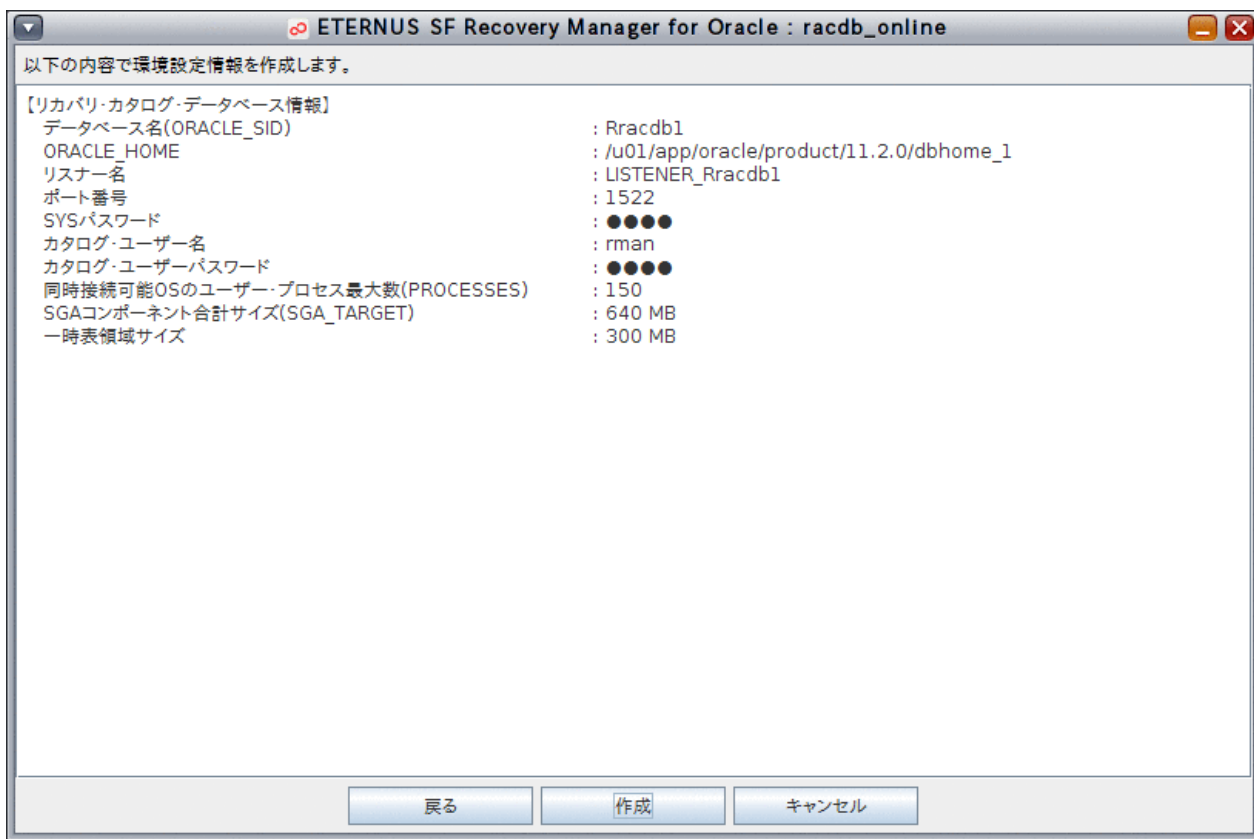 ETERNUS SF Recovery Manager for Oracle : racdb_online
以下の内容で環境設定情報を作成します。
【リカバリ・カタログ・データベース情報】
データベース名(ORACLE_SID) : Rracdb1
ORACLE_HOME : /u01/app/oracle/product/11.2.0/dbhome_1
リスナー名 : LISTENER_Rracdb1
ポート番号 : 1522
SYSパスワード : ●●●●
カタログ・ユーザー名 : rman
カタログ・ユーザーパスワード : ●●●●
同時接続可能OSのユーザー・プロセス最大数(PROCESSES) : 150
SGAコンポーネント合計サイズ(SGA_TARGET) : 640 MB
一時表領域サイズ : 300 MB
戻る 作成 キャンセル